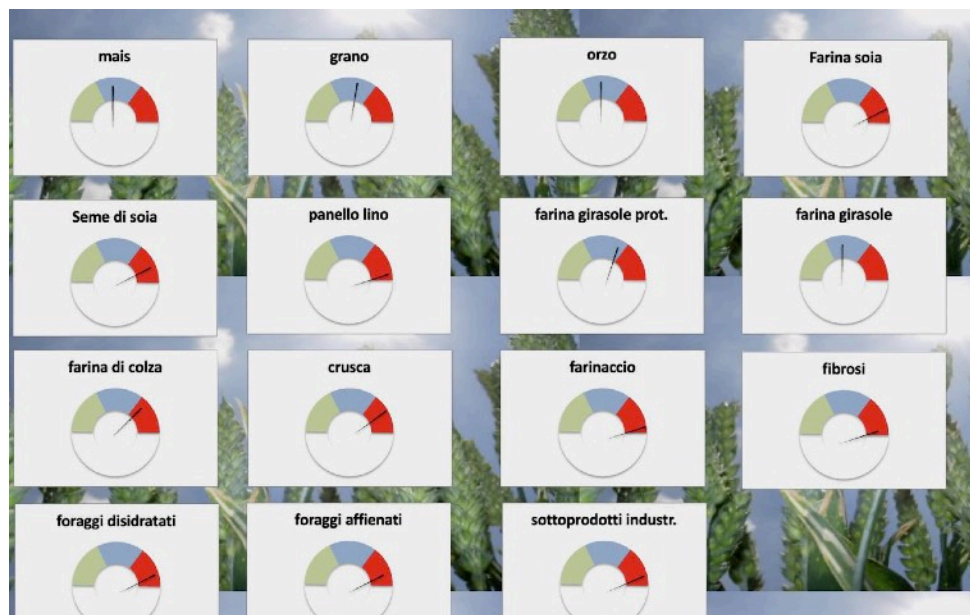 mais
grano
orzo
Farina soia
Seme di soia
panello lino
farina girasole prot.
farina girasole
farina di colza
crusca
farinaccio
fibrosi
foraggi disidratati
foraggi affienati
sottoprodotti industr.